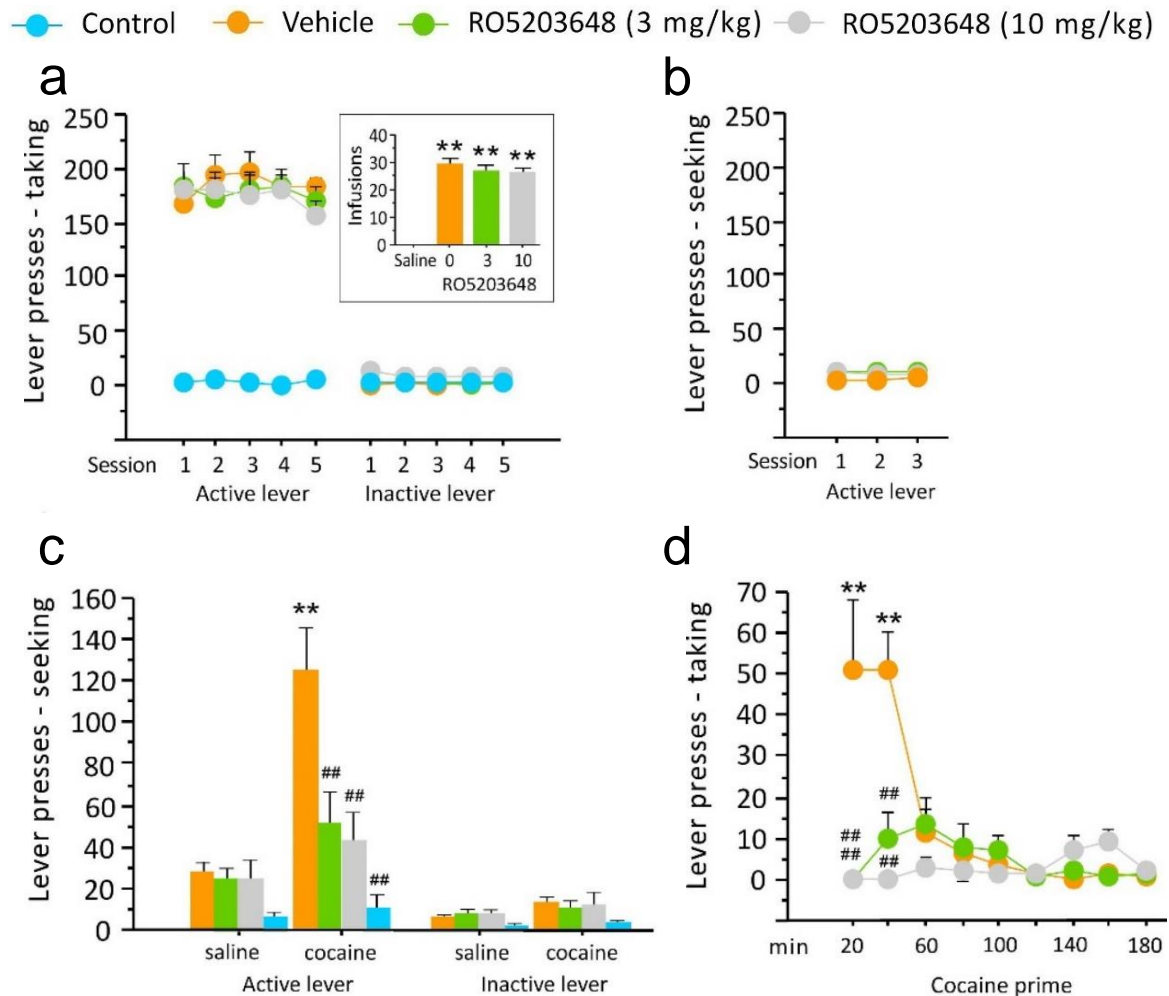 Control Vehicle RO5203648 (3 mg/kg) RO5203648 (10 mg/kg)
a
Lever presses - taking
250
200
150
100
50
0
Session 1 2 3 4 5 1 2 3 4 5
Active lever Inactive lever
Infusions
40
30
20
10
0
** ** **
Saline 0 3 10
RO5203648
b
Lever presses - seeking
250
200
150
100
50
0
Session 1 2 3
Active lever
c
Lever presses - seeking
160
140
120
100
80
60
40
20
0
**
##
##
##
saline cocaine saline cocaine
Active lever Inactive lever
d
Lever presses - taking
70
60
50
40
30
20
10
0
**
**
##
##
##
##
min 20 60 100 140 180
Cocaine prime